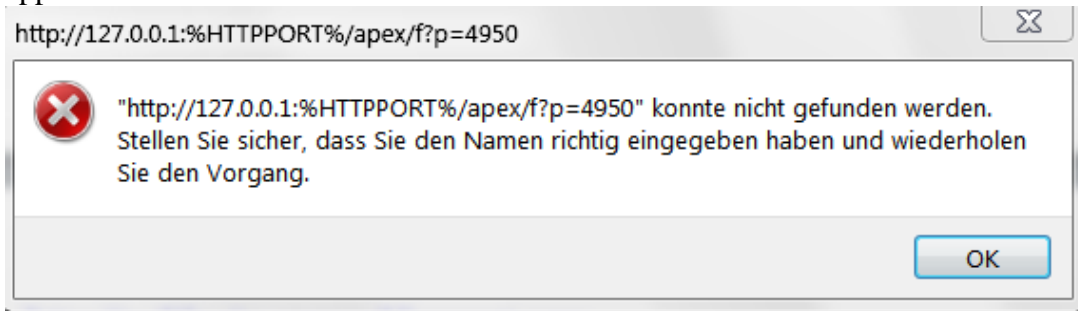 http://127.0.0.1:%HTTPPORT%/apex/f?p=4950
"http://127.0.0.1:%HTTPPORT%/apex/f?p=4950" konnte nicht gefunden werden.
Stellen Sie sicher, dass Sie den Namen richtig eingegeben haben und wiederholen
Sie den Vorgang.
OK